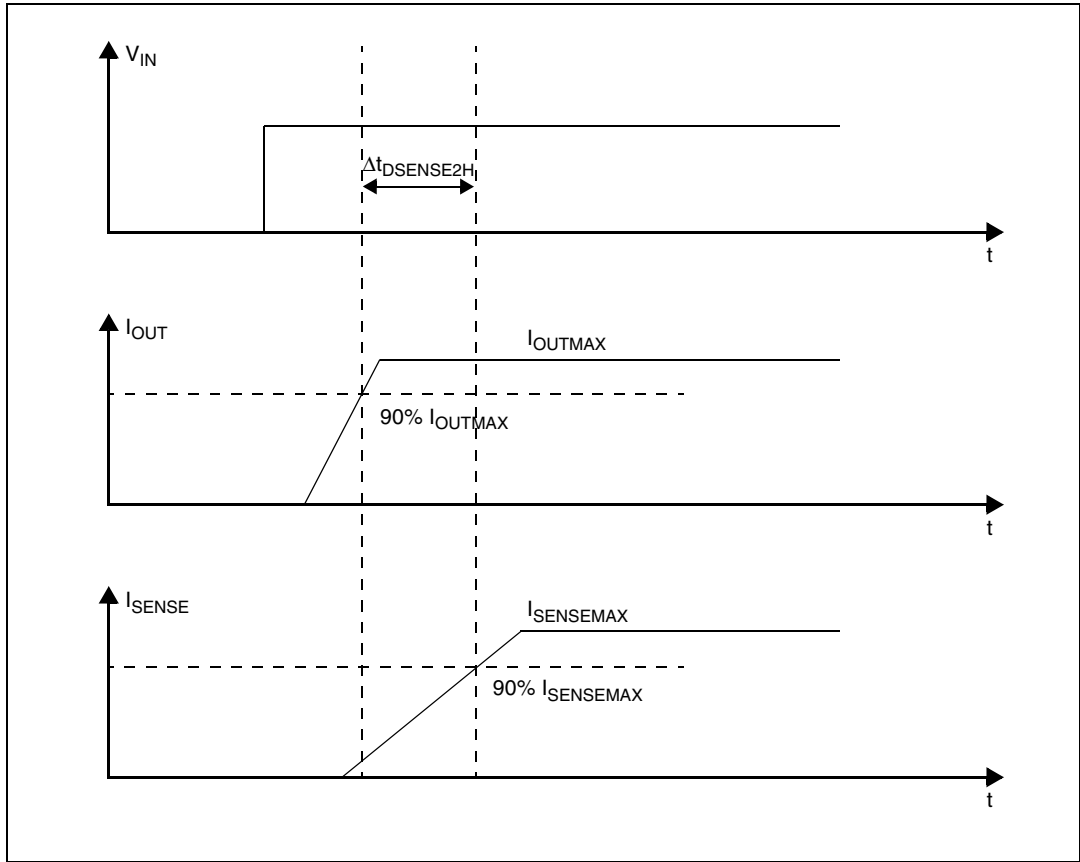 V_IN
Δt_DSENSE2H
t
I_OUT
I_OUTMAX
90% I_OUTMAX
t
I_SENSE
I_SENSEMAX
90% I_SENSEMAX
t